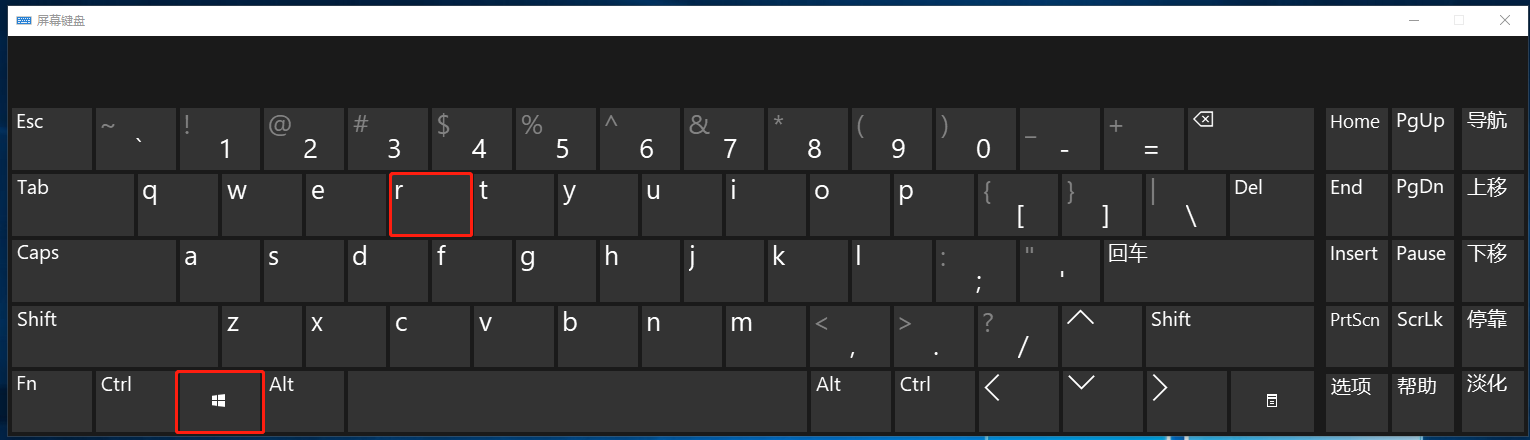 屏幕键盘
Esc ~ ` ! 1 @ 2 # 3 $ 4 % 5 ^ 6 & 7 * 8 ( 9 ) 0 _ - + = Home PgUp 导航
Tab q w e r t y u i o p { [ } ] | \ Del End PgDn 上移
Caps a s d f g h j k l : ; " ' 回车 Insert Pause 下移
Shift z x c v b n m < , > . ? / Shift PrtScn ScrLk 停靠
Fn Ctrl Alt Alt Ctrl 选项 帮助 淡化